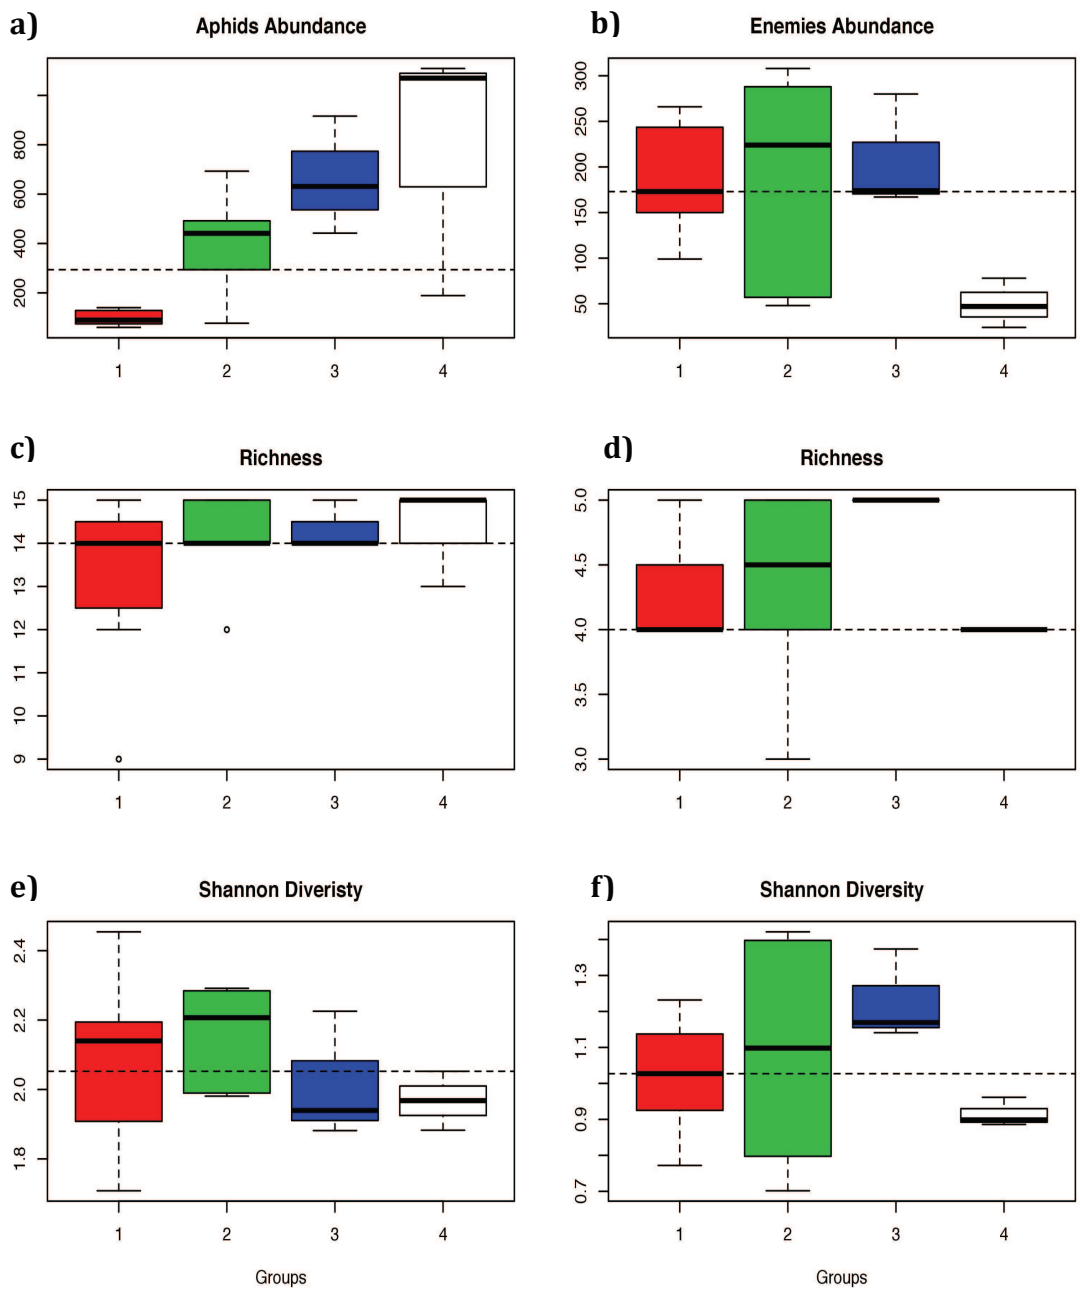 a)
Aphids Abundance
800
600
400
200
1 2 3 4
b)
Enemies Abundance
300
250
200
150
100
50
1 2 3 4
c)
Richness
15
14
13
12
11
10
9
1 2 3 4
d)
Richness
5.0
4.5
4.0
3.5
3.0
1 2 3 4
e)
Shannon Diveristy
2.4
2.2
2.0
1.8
1 2 3 4
Groups
f)
Shannon Diversity
1.3
1.1
0.9
0.7
1 2 3 4
Groups